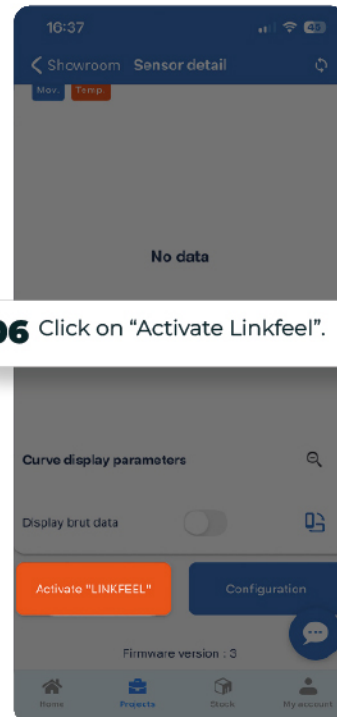 16:37
45
Showroom Sensor detail
Mov. Temp.
No data
06 Click on “Activate Linkfeel”.
Curve display parameters
Display brut data
Activate "LINKFEEL" Configuration
Firmware version : 3
Home Projects Stock My account